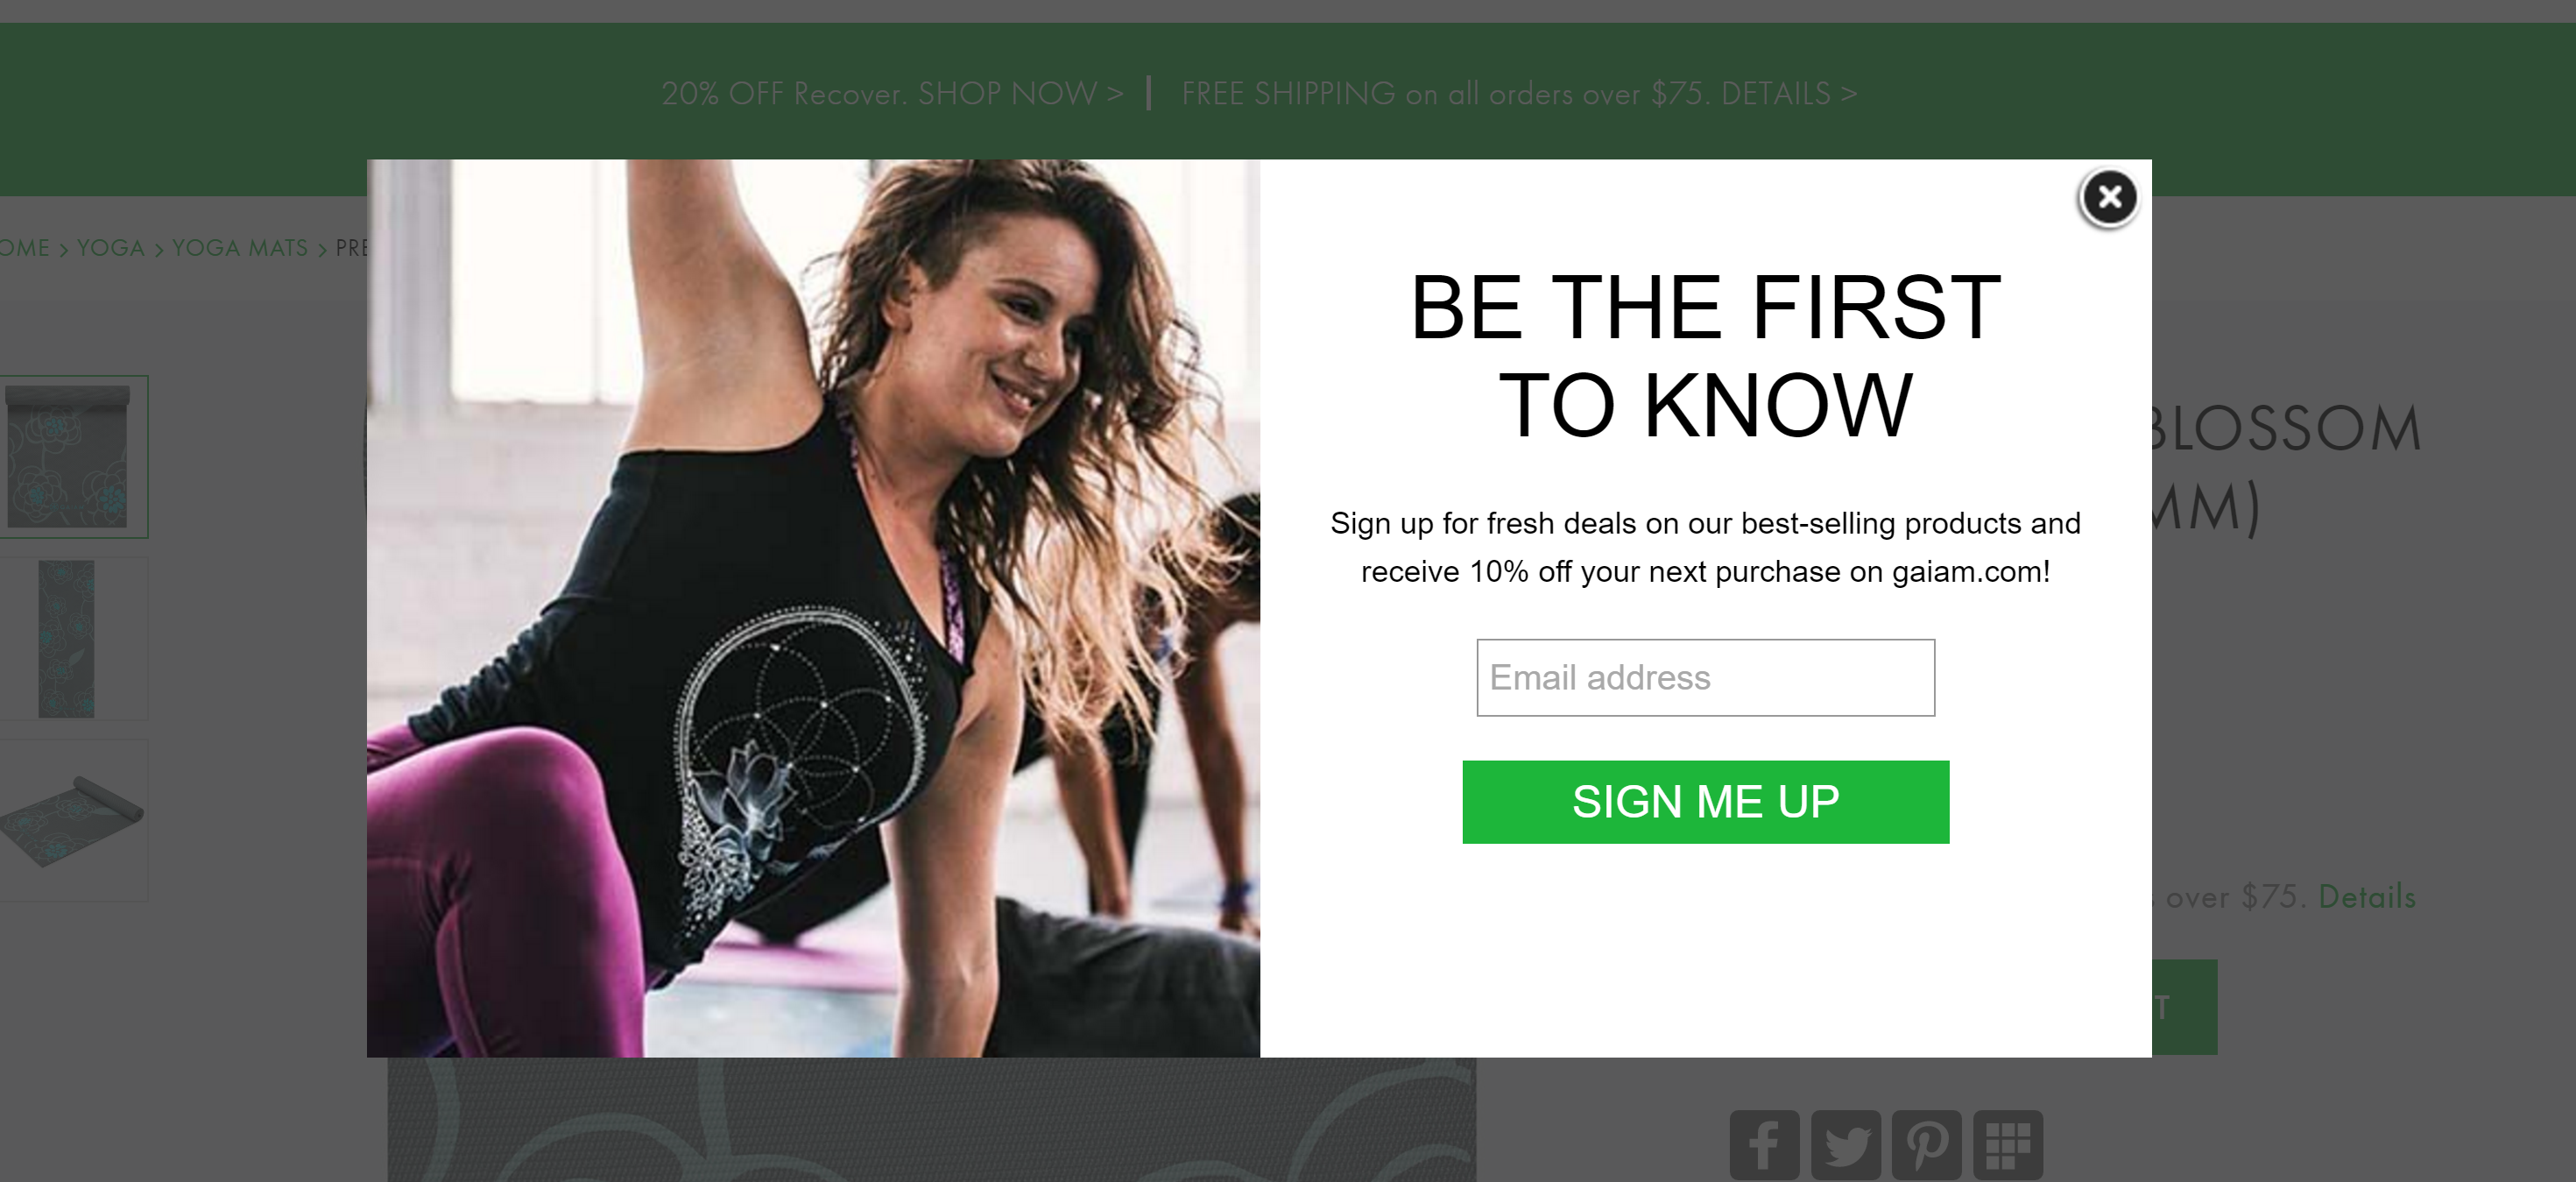 20% OFF Recover. SHOP NOW > | FREE SHIPPING on all orders over $75. DETAILS >
OME > YOGA > YOGA MATS > PRE
BE THE FIRST
TO KNOW
Sign up for fresh deals on our best-selling products and
receive 10% off your next purchase on gaiam.com!
Email address
SIGN ME UP
BLOSSOM
MM)
over $75. Details
T